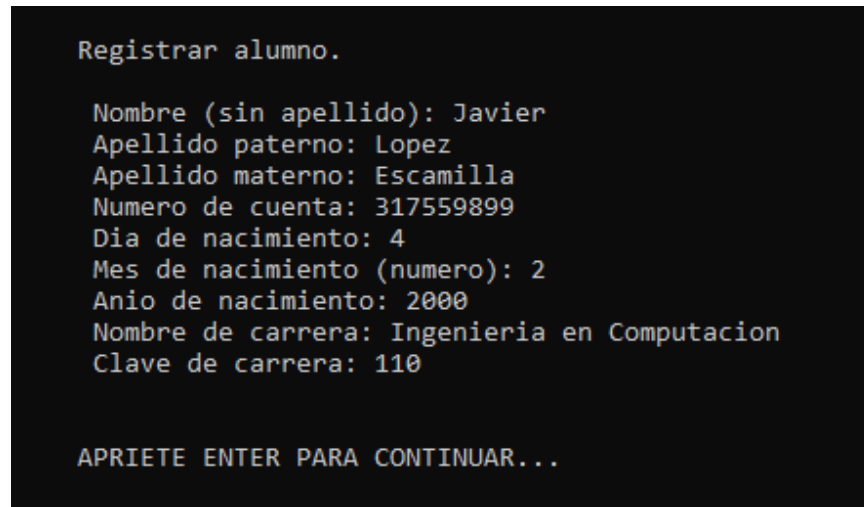 Registrar alumno.
Nombre (sin apellido): Javier
Apellido paterno: Lopez
Apellido materno: Escamilla
Numero de cuenta: 317559899
Dia de nacimiento: 4
Mes de nacimiento (numero): 2
Anio de nacimiento: 2000
Nombre de carrera: Ingenieria en Computacion
Clave de carrera: 110
APRIETE ENTER PARA CONTINUAR...